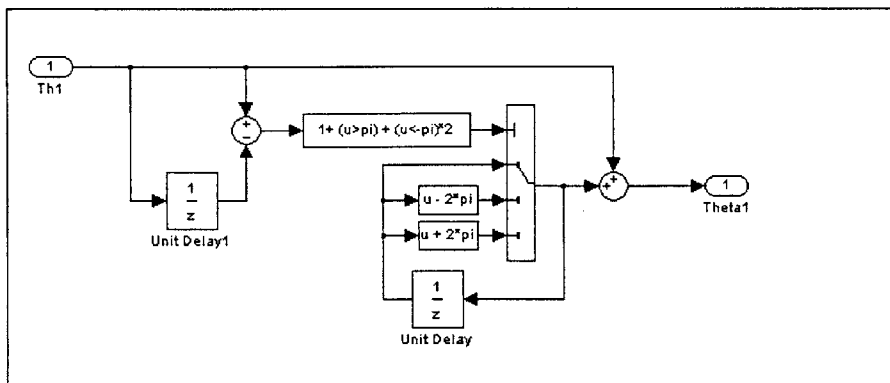 1
Th1
+
−
1+ (u>pi) + (u<-pi)*2
1
z
Unit Delay1
u - 2*pi
u + 2*pi
+
+
1
Theta1
1
z
Unit Delay